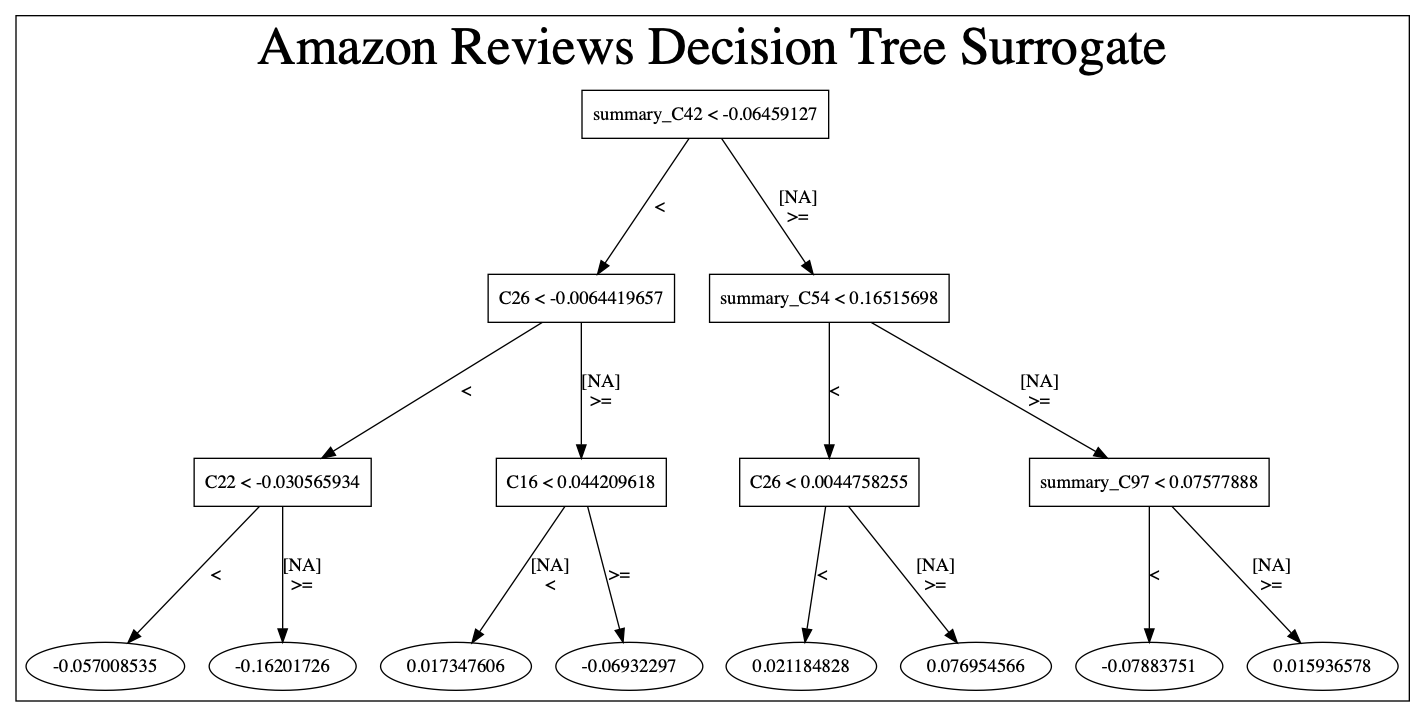 Amazon Reviews Decision Tree Surrogate
summary_C42 < -0.06459127
<
[NA]
>=
C26 < -0.0064419657
summary_C54 < 0.16515698
<
[NA]
>=
<
[NA]
>=
C22 < -0.030565934
C16 < 0.044209618
C26 < 0.0044758255
summary_C97 < 0.07577888
<
[NA]
>=
[NA]
<
>=
<
[NA]
>=
<
[NA]
>=
-0.057008535
-0.16201726
0.017347606
-0.06932297
0.021184828
0.076954566
-0.07883751
0.015936578